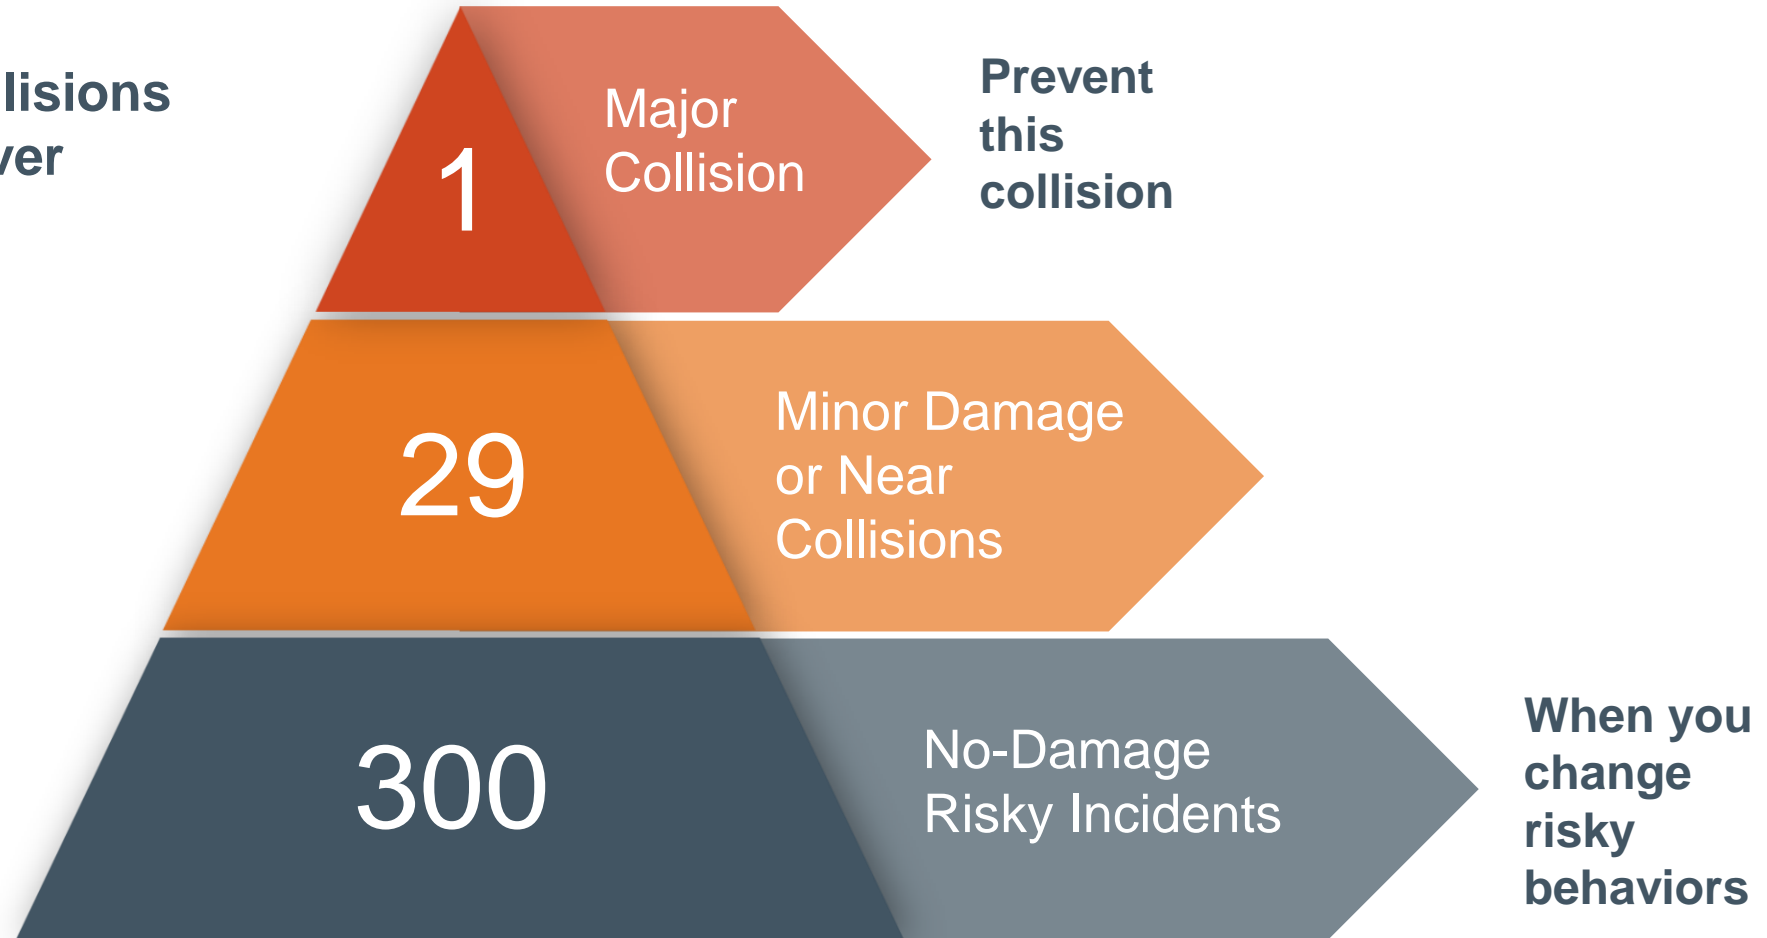 llisions
ver
1
Major
Collision
Prevent
this
collision
29
Minor Damage
or Near
Collisions
300
No-Damage
Risky Incidents
When you
change
risky
behaviors